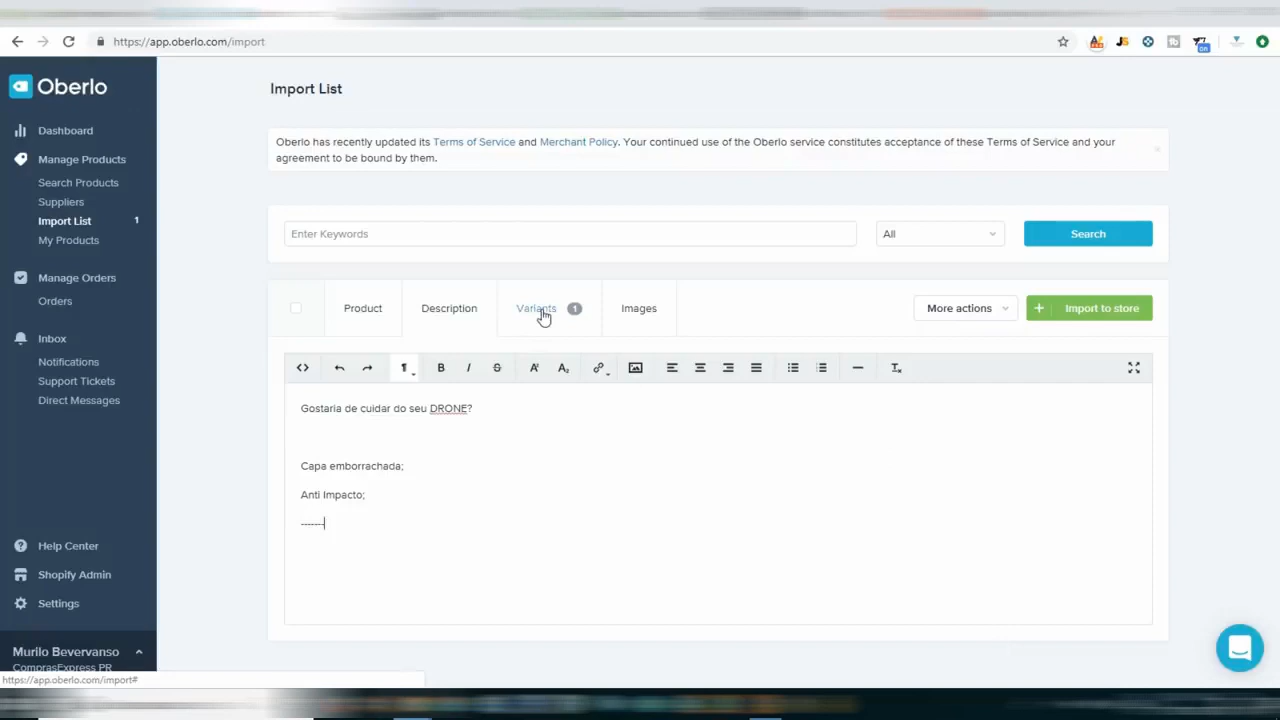 https://app.oberlo.com/import
JS
on
Oberlo
Dashboard
Manage Products
Search Products
Suppliers
Import List 1
My Products
Manage Orders
Orders
Inbox
Notifications
Support Tickets
Direct Messages
Help Center
Shopify Admin
Settings
Murilo Bevervanso
ComprasExpress PR
https://app.oberlo.com/import#
Import List
Oberlo has recently updated its Terms of Service and Merchant Policy. Your continued use of the Oberlo service constitutes acceptance of these Terms of Service and your
agreement to be bound by them.
Enter Keywords
All
Search
Product
Description
Variants 1
Images
More actions
+ Import to store
Gostaria de cuidar do seu DRONE?
Capa emborrachada;
Anti Impacto;
-------